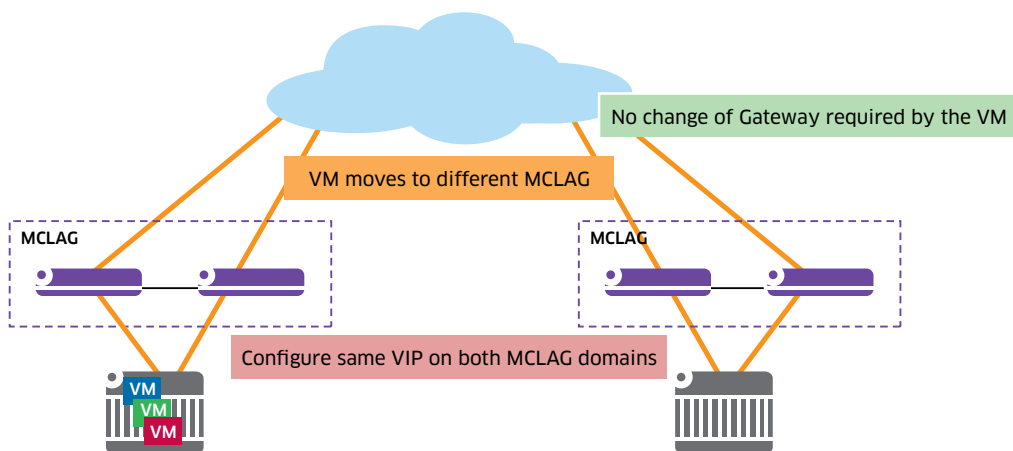 No change of Gateway required by the VM
VM moves to different MCLAG
MCLAG
MCLAG
Configure same VIP on both MCLAG domains
VM
VM
VM